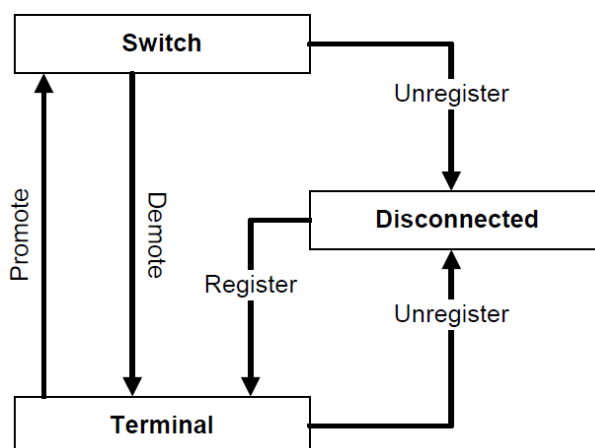 Switch
Unregister
Promote
Demote
Disconnected
Register
Unregister
Terminal